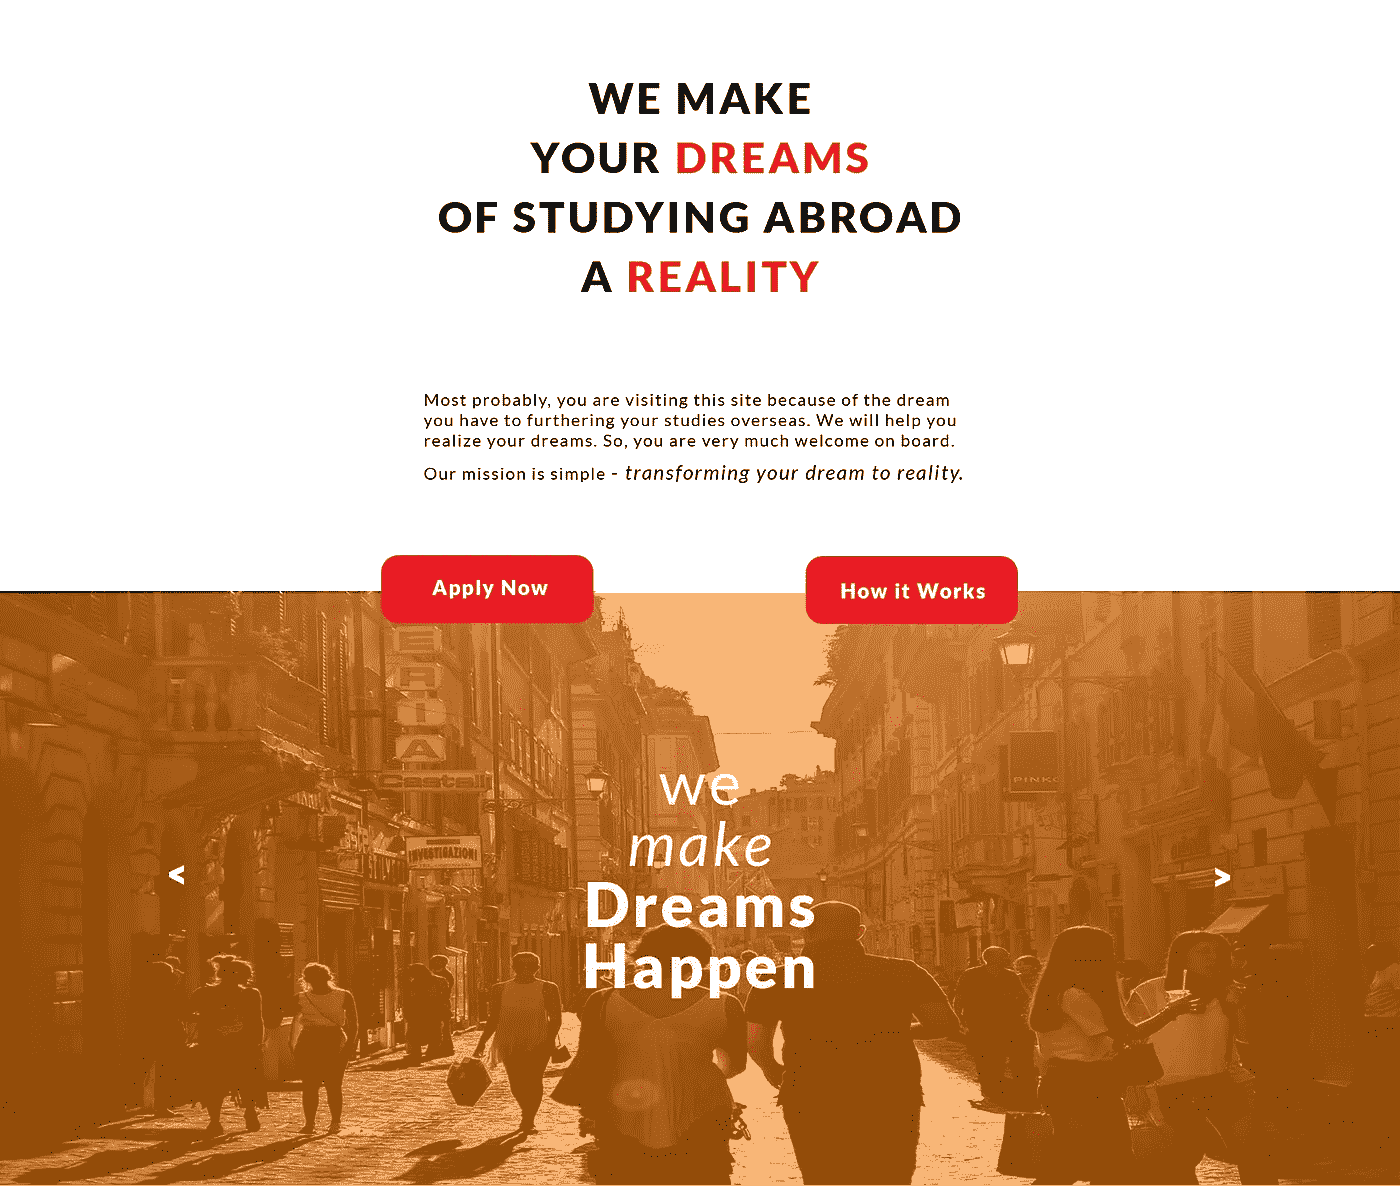 WE MAKE
YOUR DREAMS
OF STUDYING ABROAD
A REALITY
Most probably, you are visiting this site because of the dream
you have to furthering your studies overseas. We will help you
realize your dreams. So, you are very much welcome on board.
Our mission is simple - transforming your dream to reality.
Apply Now
How it Works
PINKO
we
make
INVESTIGAZIONI
< >
Dreams
Happen